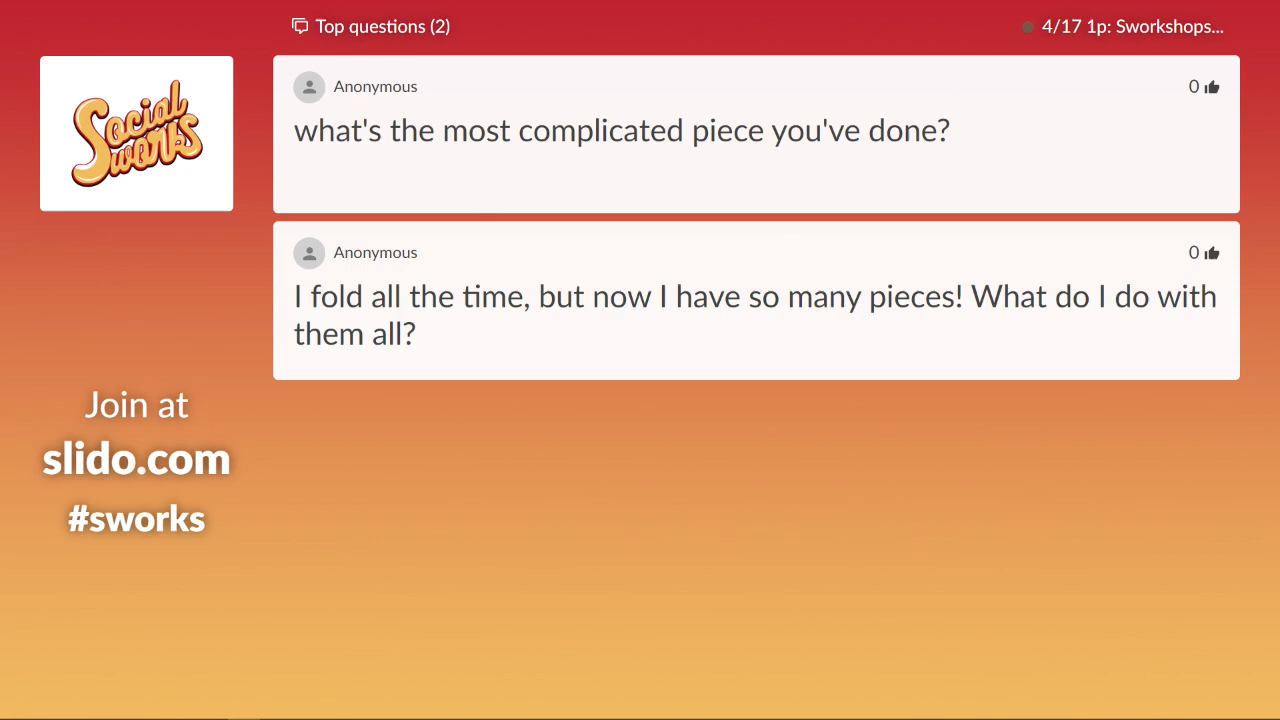 Top questions (2)
4/17 1p: Sworkshops...
Social
Sworks
Anonymous
0
what's the most complicated piece you've done?
Anonymous
0
I fold all the time, but now I have so many pieces! What do I do with
them all?
Join at
slido.com
#sworks